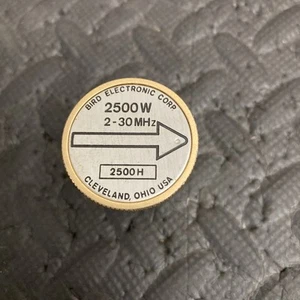 BIRD ELECTRONIC CORP
2500W
2-30MHz
2500H
CLEVELAND, OHIO USA